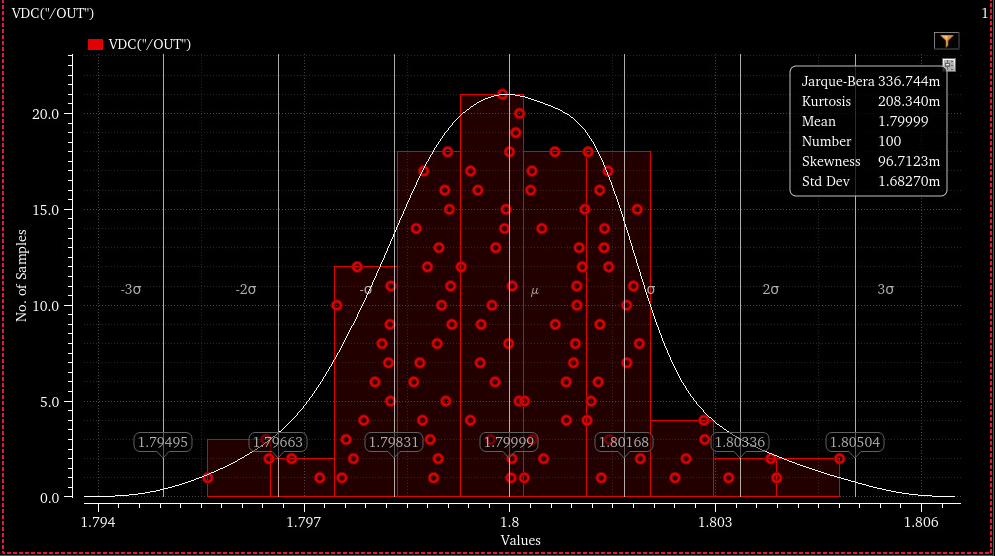 VDC("/OUT")
1
VDC("/OUT")
Jarque-Bera 336.744m
Kurtosis 208.340m
Mean 1.79999
Number 100
Skewness 96.7123m
Std Dev 1.68270m
20.0
15.0
10.0
5.0
0.0
No. of Samples
-3σ -2σ -σ μ σ 2σ 3σ
1.79495 1.79663 1.79831 1.79999 1.80168 1.80336 1.80504
1.794 1.797 1.8 1.803 1.806
Values